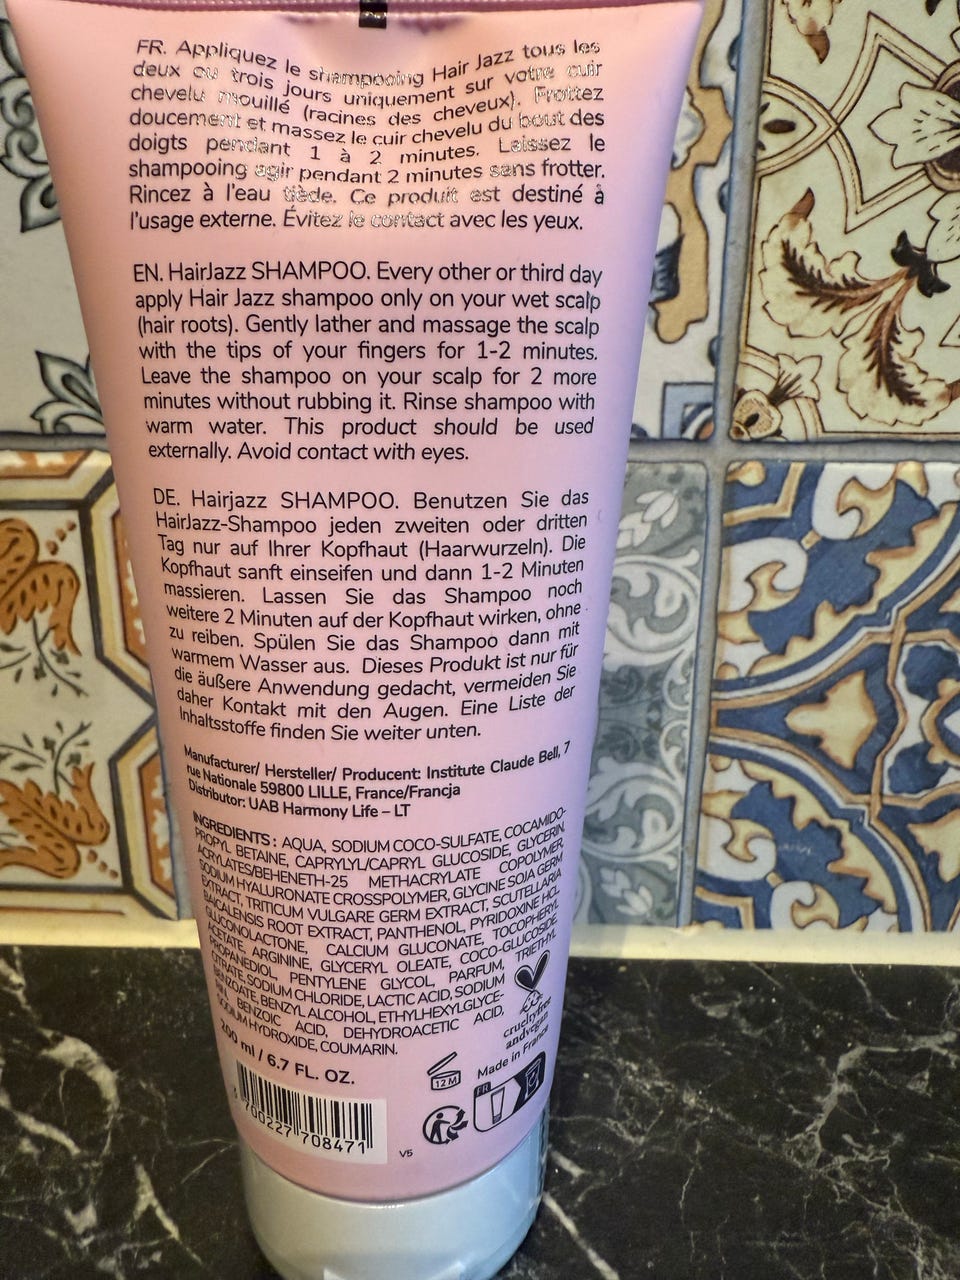 FR. Appliquez le shampooing Hair Jazz tous les
deux ou trois jours uniquement sur votre cuir
chevelu mouillé (racines des cheveux). Frottez
doucement et massez le cuir chevelu du bout des
doigts pendant 1 à 2 minutes. Laissez le
shampooing agir pendant 2 minutes sans frotter.
Rincez à l'eau tiède. Ce produit est destiné à
l'usage externe. Évitez le contact avec les yeux.
EN. HairJazz SHAMPOO. Every other or third day
apply Hair Jazz shampoo only on your wet scalp
(hair roots). Gently lather and massage the scalp
with the tips of your fingers for 1-2 minutes.
Leave the shampoo on your scalp for 2 more
minutes without rubbing it. Rinse shampoo with
warm water. This product should be used
externally. Avoid contact with eyes.
DE. Hairjazz SHAMPOO. Benutzen Sie das
HairJazz-Shampoo jeden zweiten oder dritten
Tag nur auf Ihrer Kopfhaut (Haarwurzeln). Die
Kopfhaut sanft einseifen und dann 1-2 Minuten
massieren. Lassen Sie das Shampoo noch
weitere 2 Minuten auf der Kopfhaut wirken, ohne
zu reiben. Spülen Sie das Shampoo dann mit
warmem Wasser aus. Dieses Produkt ist nur für
die äußere Anwendung gedacht, vermeiden Sie
daher Kontakt mit den Augen. Eine Liste der
Inhaltsstoffe finden Sie weiter unten.
Manufacturer/ Hersteller/ Producent: Institute Claude Bell, 7
rue Nationale 59800 LILLE, France/Francja
Distributor: UAB Harmony Life – LT
INGREDIENTS : AQUA, SODIUM COCO-SULFATE, COCAMIDO-
PROPYL BETAINE, CAPRYLYL/CAPRYL GLUCOSIDE, GLYCERIN,
ACRYLATES/BEHENETH-25 METHACRYLATE COPOLYMER,
SODIUM HYALURONATE CROSSPOLYMER, GLYCINE SOJA GERM
EXTRACT, TRITICUM VULGARE GERM EXTRACT, SCUTELLARIA
BAICALENSIS ROOT EXTRACT, PANTHENOL, PYRIDOXINE HCL,
GLUCONOLACTONE, CALCIUM GLUCONATE, TOCOPHERYL
ACETATE, ARGININE, GLYCERYL OLEATE, COCO-GLUCOSIDE,
PROPANEDIOL, PENTYLENE GLYCOL, PARFUM, TRIETHYL
CITRATE, SODIUM CHLORIDE, LACTIC ACID, SODIUM
BENZOATE, BENZYL ALCOHOL, ETHYLHEXYLGLYCE-
RIN, BENZOIC ACID, DEHYDROACETIC ACID,
SODIUM HYDROXIDE, COUMARIN.
crueltyfree
andvegan
200 ml / 6.7 FL. OZ.
12 M
Made in France
FR
3 700227 708471
V5